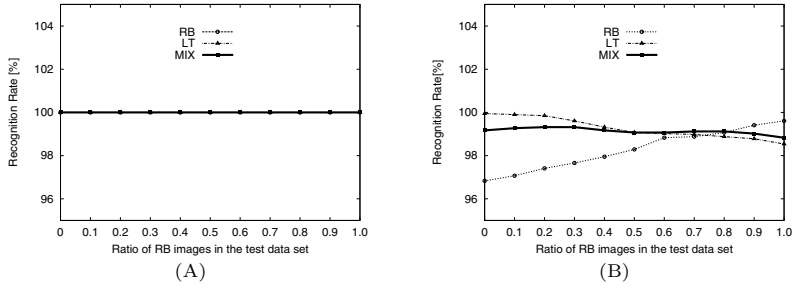 104
102
100
98
96
Recognition Rate [%]
RB
LT
MIX
0 0.1 0.2 0.3 0.4 0.5 0.6 0.7 0.8 0.9 1.0
Ratio of RB images in the test data set
(A)
104
102
100
98
96
Recognition Rate[%]
RB
LT
MIX
0 0.1 0.2 0.3 0.4 0.5 0.6 0.7 0.8 0.9 1.0
Ratio of RB images in the test data set
(B)